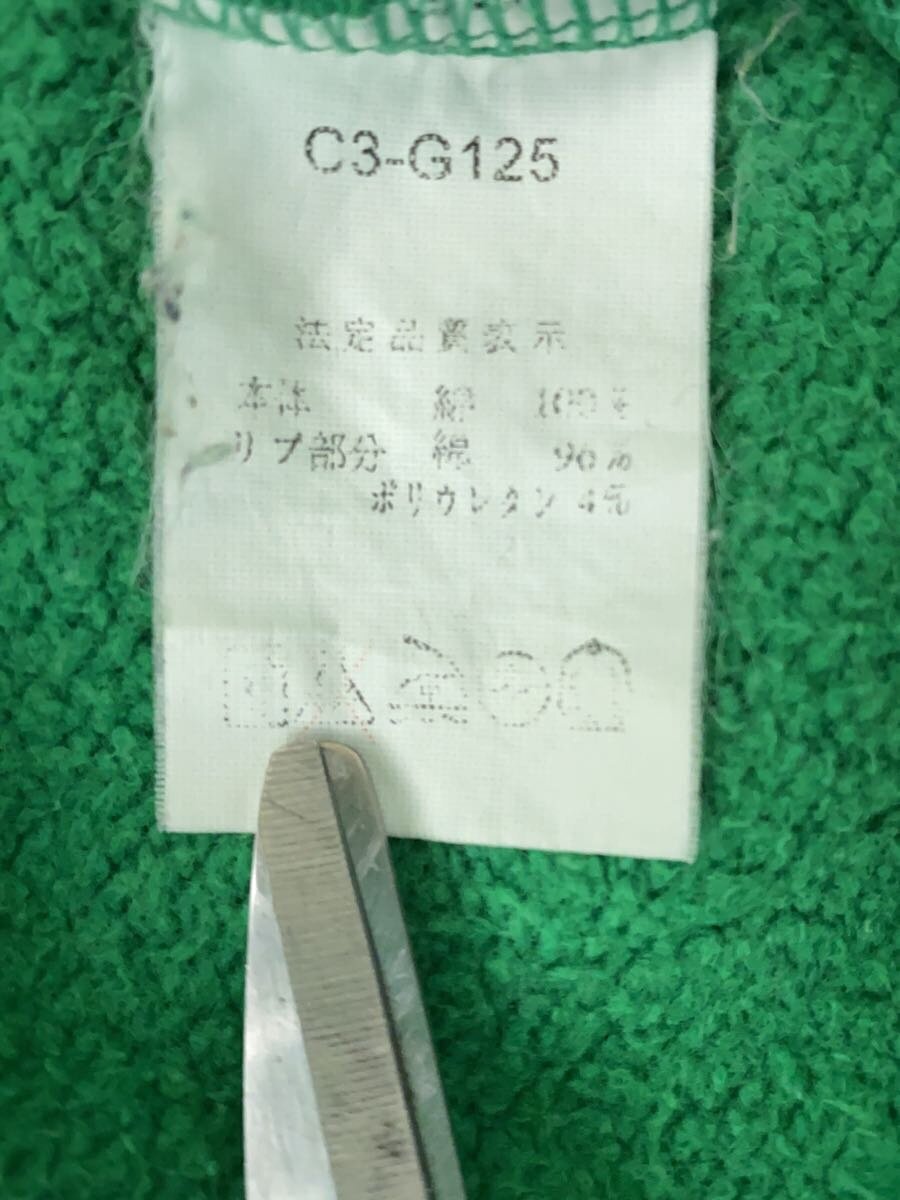 C3-G125
法定品質表示
本体 綿 100%
リブ部分 綿 96%
ポリウレタン 4%